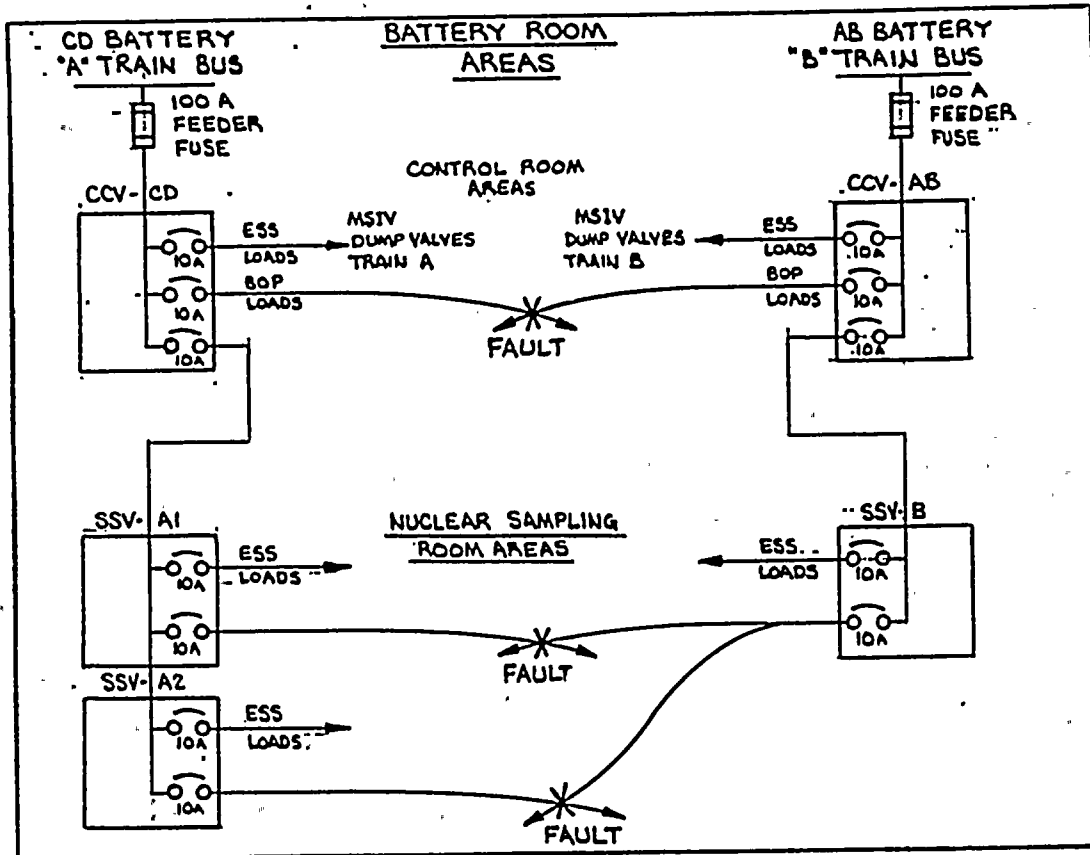 CD BATTERY
"A" TRAIN BUS
BATTERY ROOM
AREAS
AB BATTERY
"B" TRAIN BUS
100 A
FEEDER
FUSE
100 A
FEEDER
FUSE"
CONTROL ROOM
AREAS
CCV- CD
CCV- AB
ESS
LOADS
MSIV
DUMP VALVES
TRAIN A
MSIV
DUMP VALVES
TRAIN B
ESS
LOADS
10A
10A
BOP
LOADS
BOP
LOADS
10A
10A
FAULT
10A
10A
SSV- A1
NUCLEAR SAMPLING
ROOM AREAS
SSV- B
ESS
LOADS
ESS.
LOADS
10A
10A
10A
10A
FAULT
SSV- A2
ESS
LOADS
10A
10A
FAULT